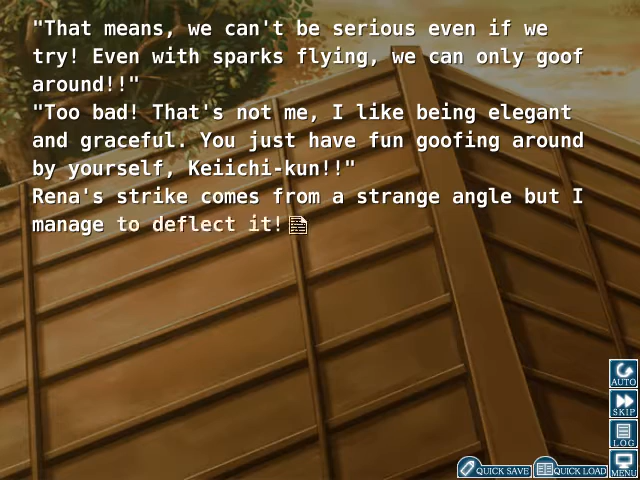 "That means, we can't be serious even if we
try! Even with sparks flying, we can only goof
around!!"
"Too bad! That's not me, I like being elegant
and graceful. You just have fun goofing around
by yourself, Keiichi-kun!!"
Rena's strike comes from a strange angle but I
manage to deflect it!
AUTO
SKIP
LOG
MENU
QUICK SAVE
QUICK LOAD